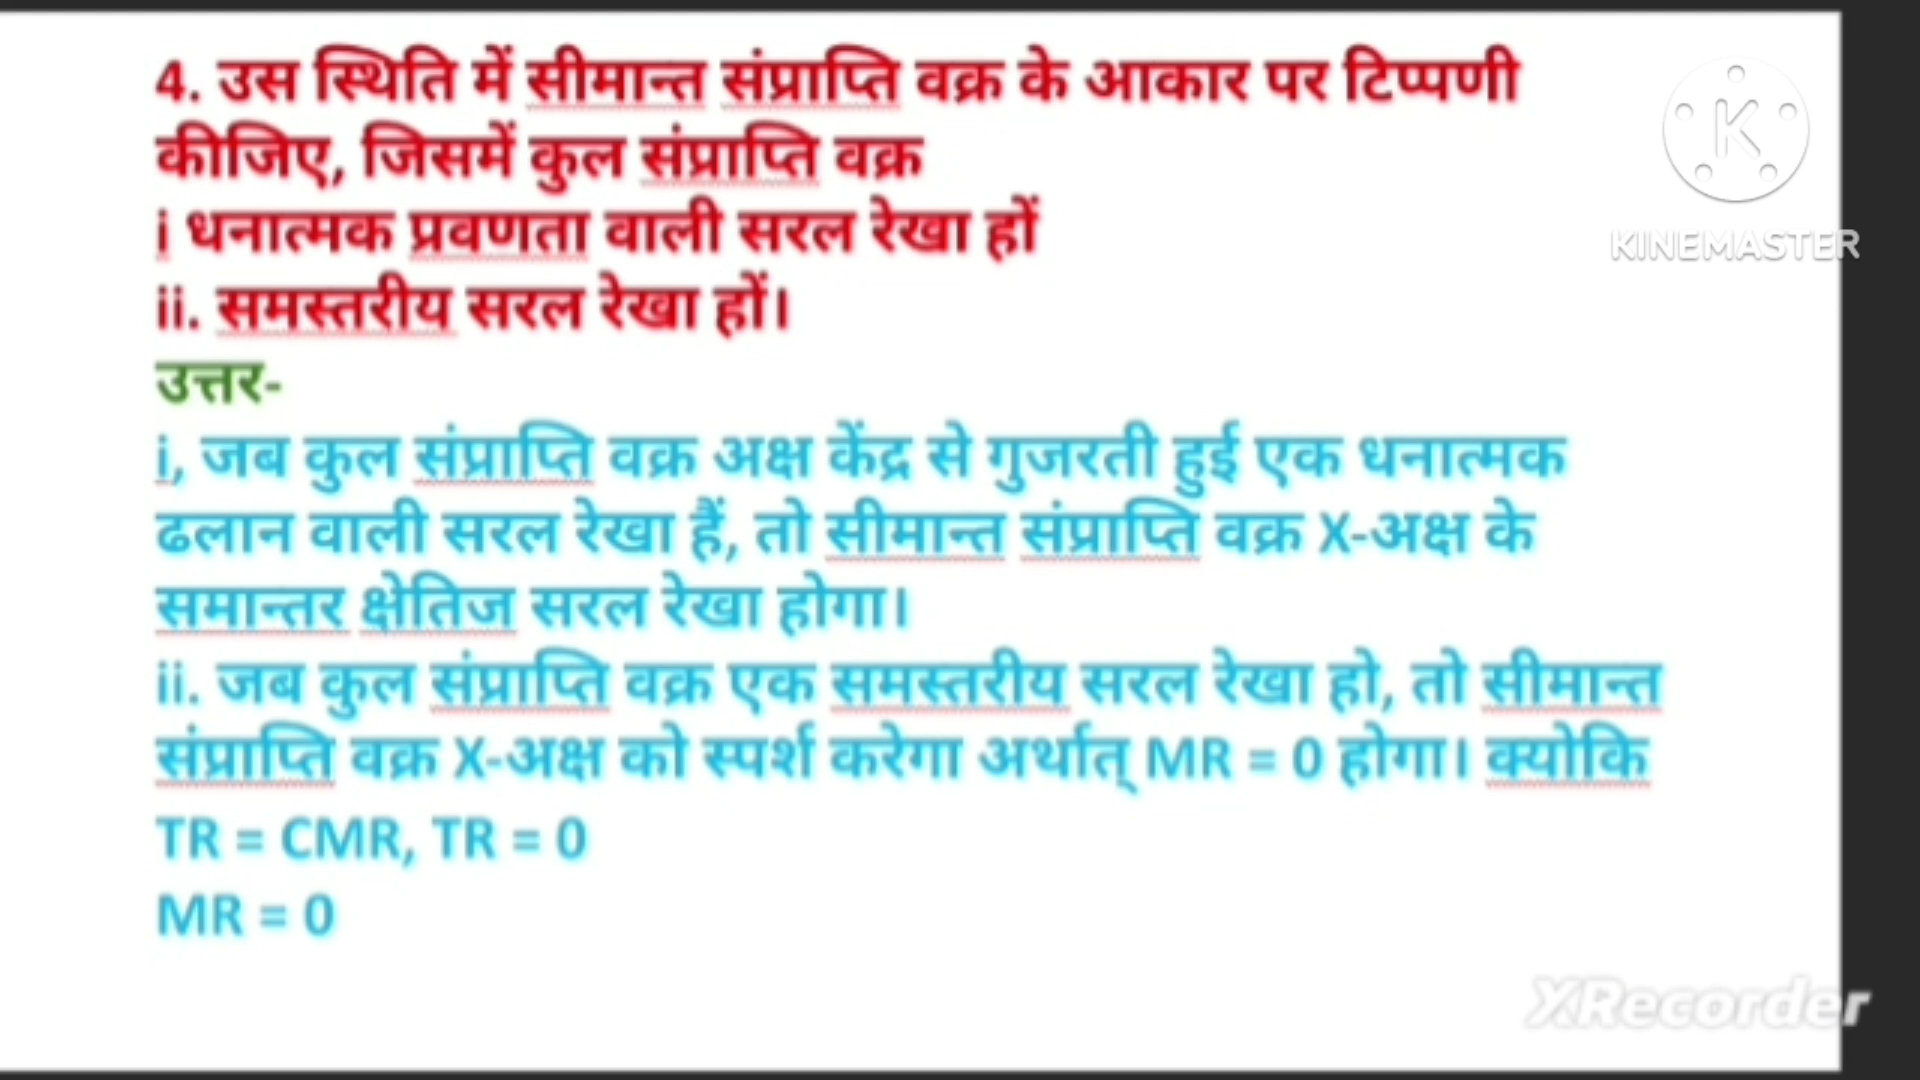 4. उस स्थिति में सीमान्त संप्राप्ति वक्र के आकार पर टिप्पणी
कीजिए, जिसमें कुल संप्राप्ति वक्र
i धनात्मक प्रवणता वाली सरल रेखा हों
ii. समस्तरीय सरल रेखा हों।
उत्तर-
i, जब कुल संप्राप्ति वक्र अक्ष केंद्र से गुजरती हुई एक धनात्मक
ढलान वाली सरल रेखा हैं, तो सीमान्त संप्राप्ति वक्र X-अक्ष के
समान्तर क्षेतिज सरल रेखा होगा।
ii. जब कुल संप्राप्ति वक्र एक समस्तरीय सरल रेखा हो, तो सीमान्त
संप्राप्ति वक्र X-अक्ष को स्पर्श करेगा अर्थात् MR = 0 होगा। क्योकि
TR = CMR, TR = 0
MR = 0
K
KINEMASTER
XRecorder